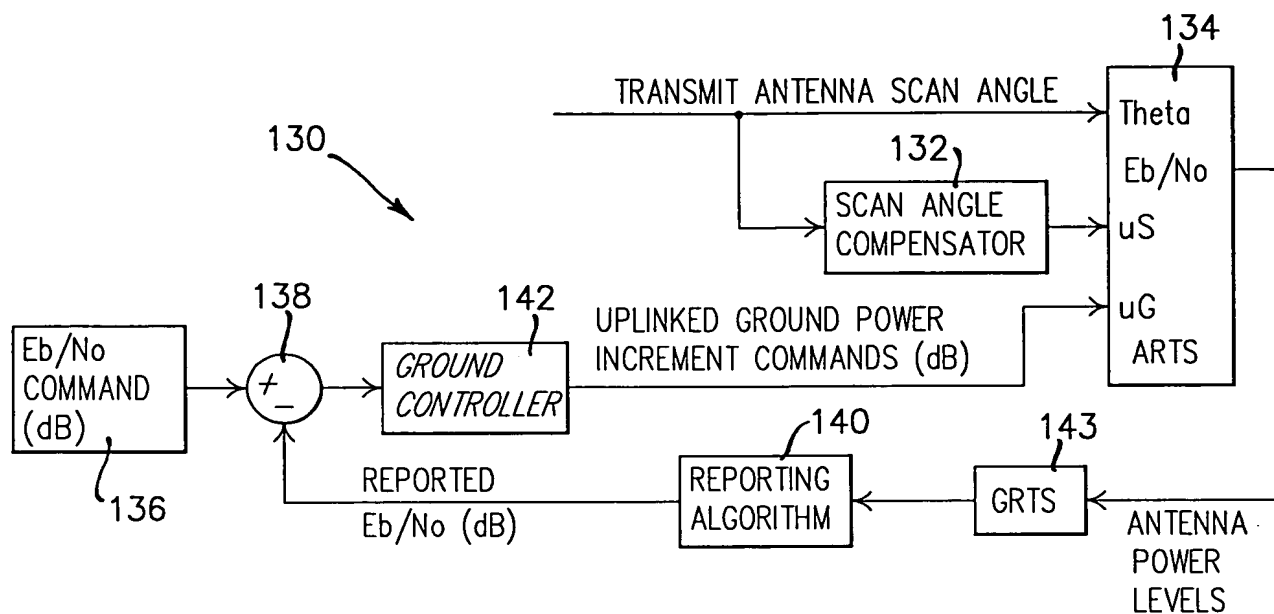 134
TRANSMIT ANTENNA SCAN ANGLE
Theta
130
132
Eb/No
SCAN ANGLE
COMPENSATOR
uS
138
142
uG
UPLINKED GROUND POWER
INCREMENT COMMANDS (dB)
ARTS
Eb/No
COMMAND
(dB)
+
−
GROUND
CONTROLLER
140
143
136
REPORTED
Eb/No (dB)
REPORTING
ALGORITHM
GRTS
ANTENNA
POWER
LEVELS